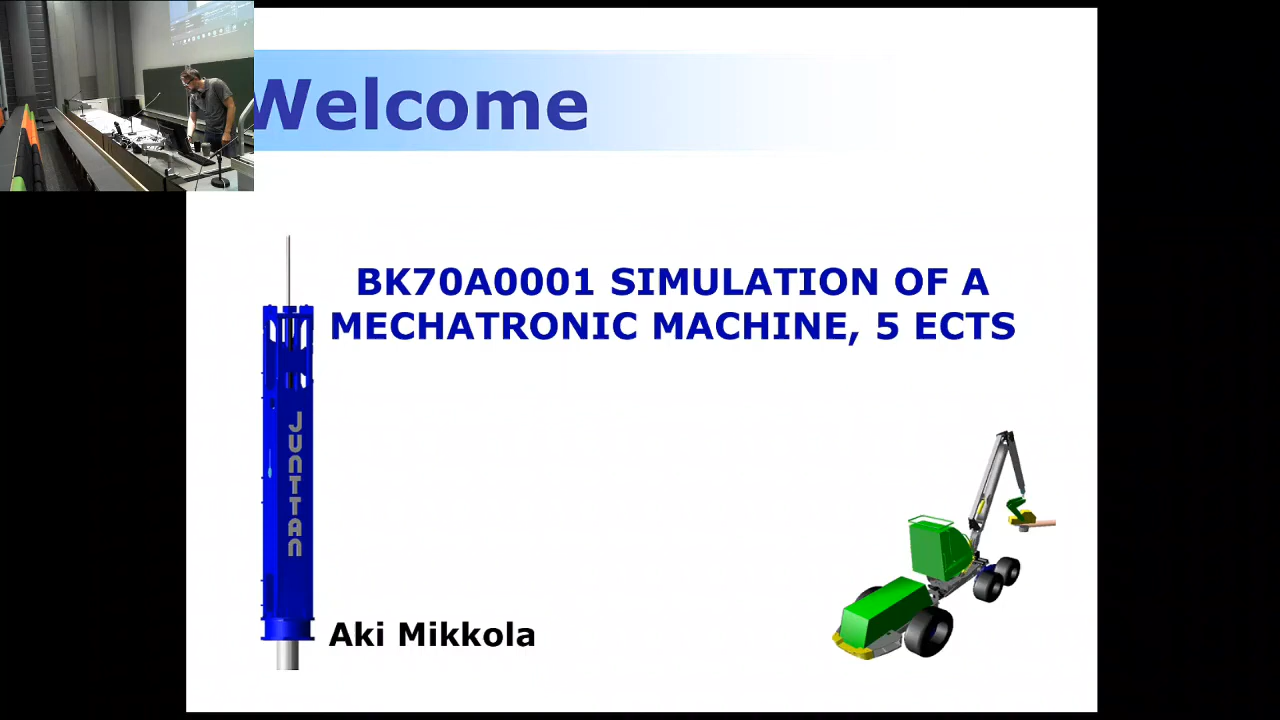 Welcome
BK70A0001 SIMULATION OF A
MECHATRONIC MACHINE, 5 ECTS
JUNTTAN
Aki Mikkola